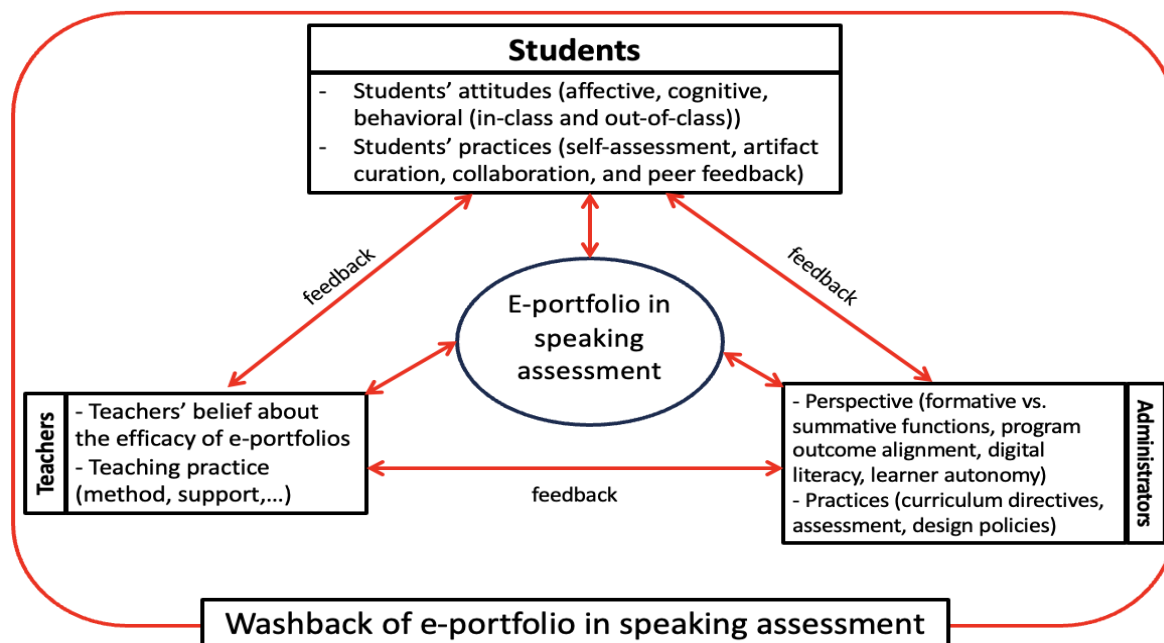 Students
- Students’ attitudes (affective, cognitive,
behavioral (in-class and out-of-class))
- Students’ practices (self-assessment, artifact
curation, collaboration, and peer feedback)
feedback
feedback
E-portfolio in
speaking
assessment
Teachers
- Teachers’ belief about
the efficacy of e-portfolios
- Teaching practice
(method, support,...)
feedback
- Perspective (formative vs.
summative functions, program
outcome alignment, digital
literacy, learner autonomy)
- Practices (curriculum directives,
assessment, design policies)
Administrators
Washback of e-portfolio in speaking assessment